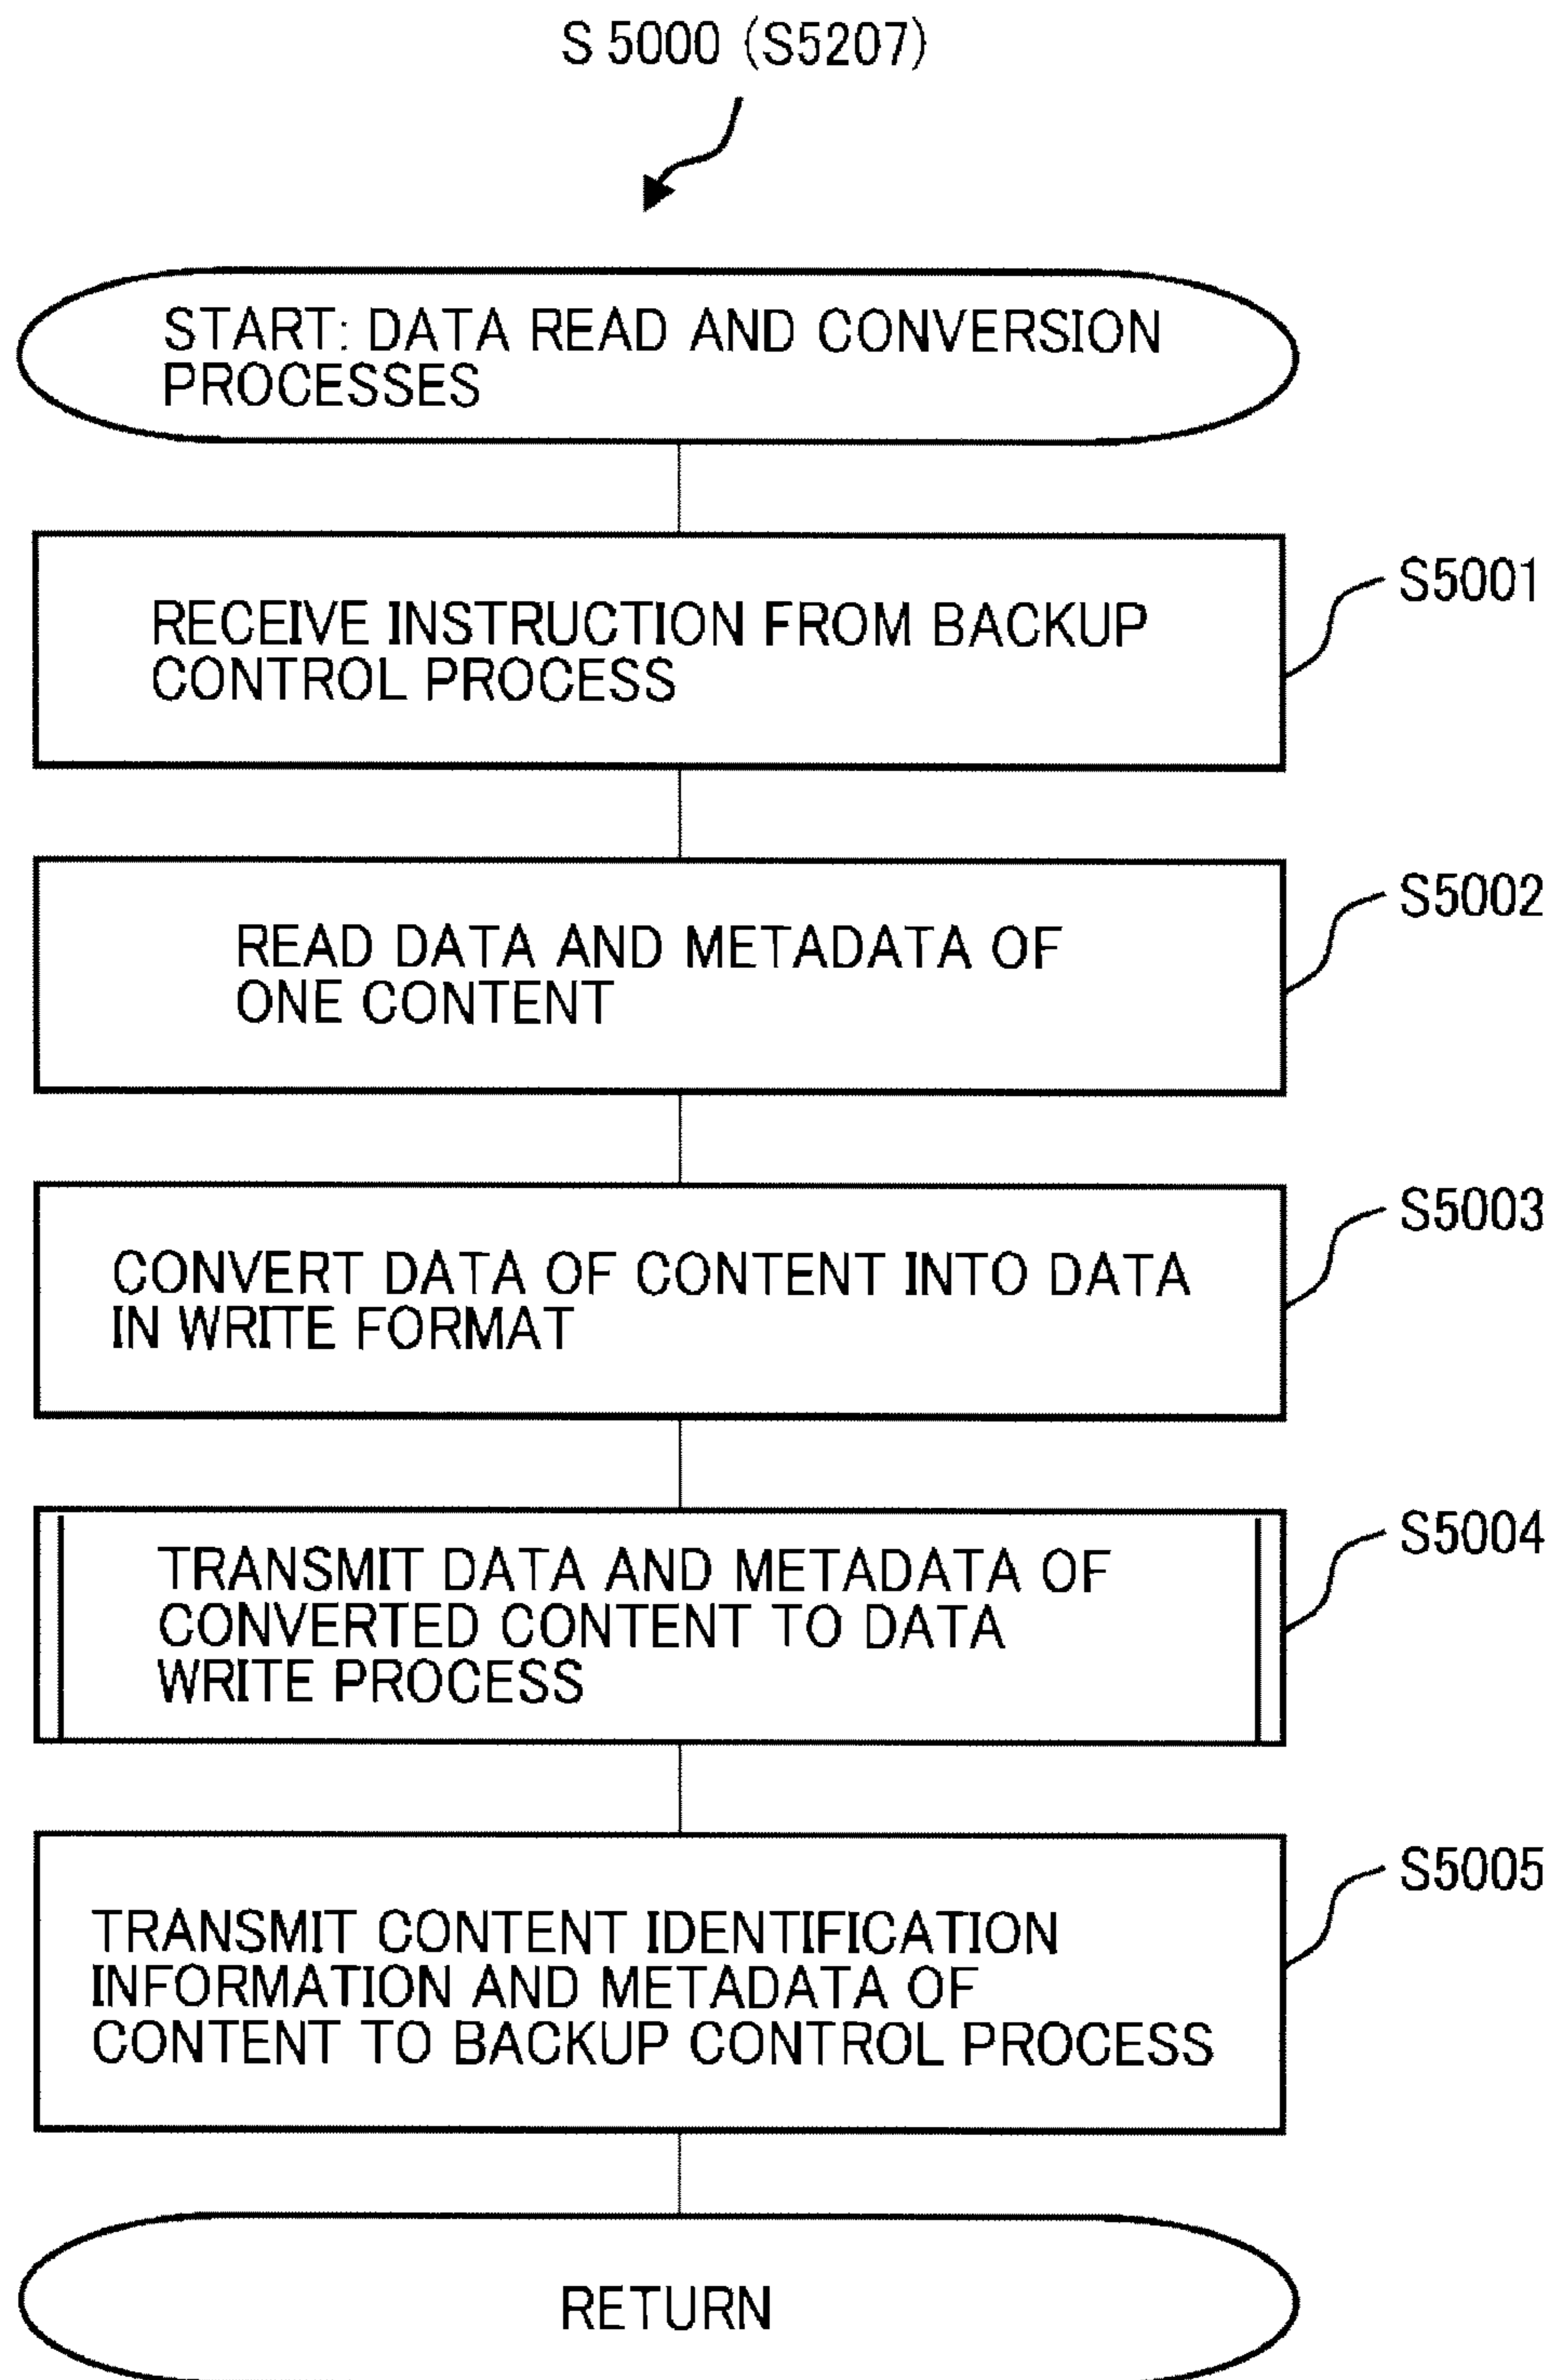 S 5000 (S5207)
START: DATA READ AND CONVERSION
PROCESSES
RECEIVE INSTRUCTION FROM BACKUP
CONTROL PROCESS
S5001
READ DATA AND METADATA OF
ONE CONTENT
S5002
CONVERT DATA OF CONTENT INTO DATA
IN WRITE FORMAT
S5003
TRANSMIT DATA AND METADATA OF
CONVERTED CONTENT TO DATA
WRITE PROCESS
S5004
TRANSMIT CONTENT IDENTIFICATION
INFORMATION AND METADATA OF
CONTENT TO BACKUP CONTROL PROCESS
S5005
RETURN